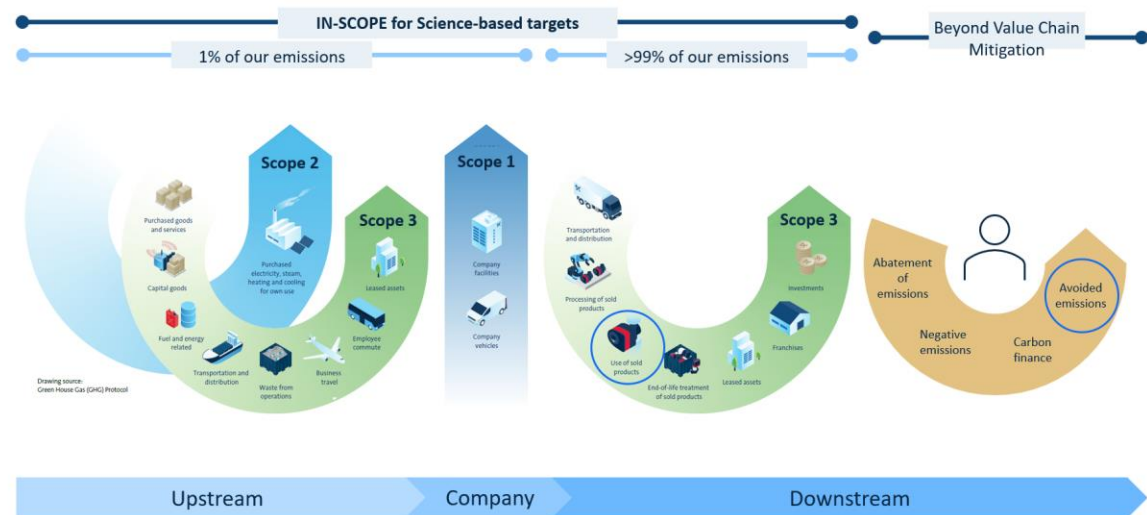 IN-SCOPE for Science-based targets
1% of our emissions
>99% of our emissions
Beyond Value Chain
Mitigation
Scope 2
Purchased goods
and services
Purchased
electricity, steam,
heating and cooling
for own use
Capital goods
Fuel and energy
related
Transportation and
distribution
Waste from
operations
Business
travel
Employee
commute
Leased assets
Scope 3
Scope 1
Company
facilities
Company
vehicles
Transportation
and distribution
Processing of sold
products
Use of sold
products
End-of-life treatment
of sold products
Leased assets
Franchises
Investments
Scope 3
Abatement
of
emissions
Negative
emissions
Carbon
finance
Avoided
emissions
Drawing source:
Green House Gas (GHG) Protocol
Upstream
Company
Downstream